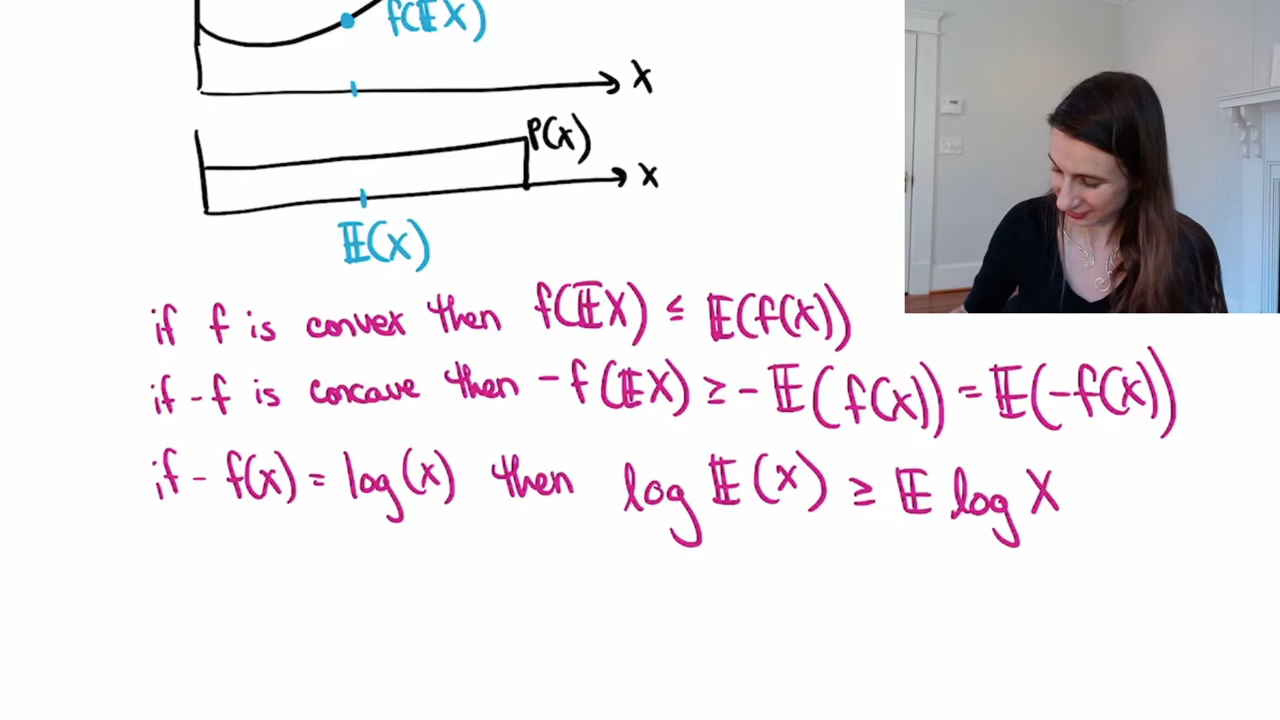 f(𝔼X)
X
P(x)
X
𝔼(X)
if f is convex then f(𝔼X) ≤ 𝔼(f(X))
if -f is concave then -f(𝔼X) ≥ -𝔼(f(X)) = 𝔼(-f(X))
if -f(x) = log(x) then log 𝔼(X) ≥ 𝔼 log X